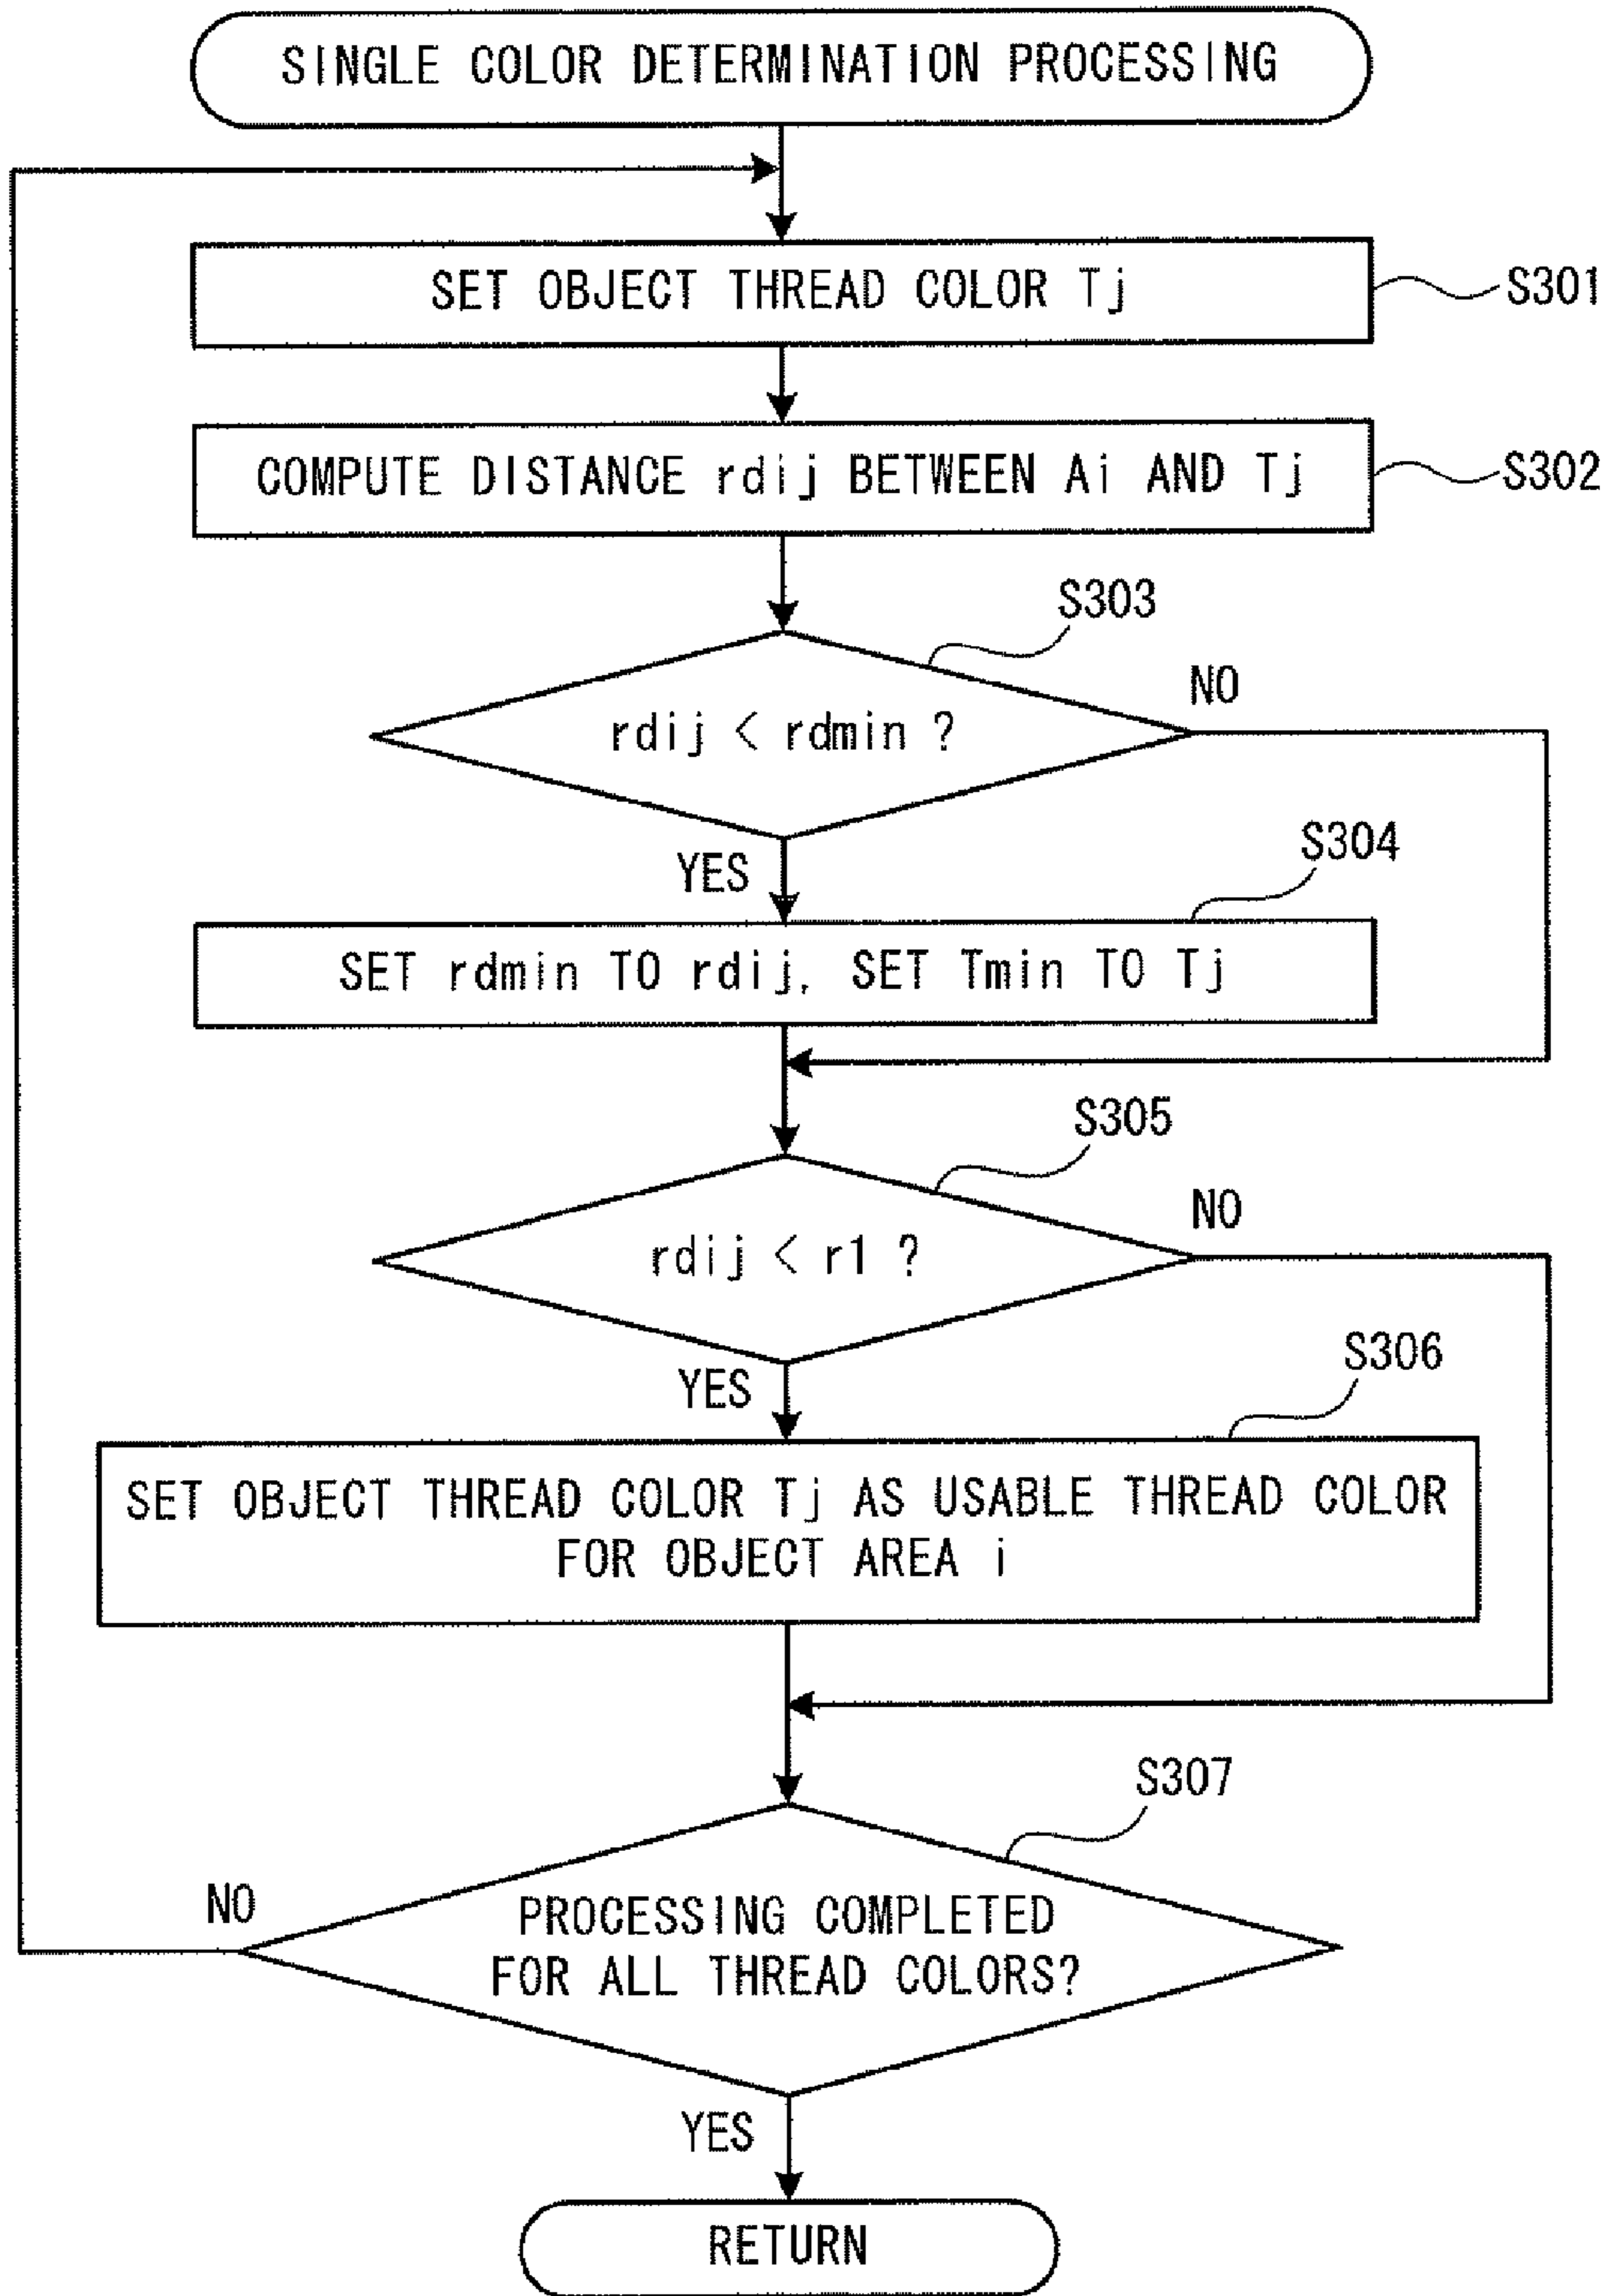 SINGLE COLOR DETERMINATION PROCESSING
SET OBJECT THREAD COLOR Tj
S301
COMPUTE DISTANCE rdij BETWEEN Ai AND Tj
S302
S303
rdij < rdmin ?
NO
YES
S304
SET rdmin TO rdij, SET Tmin TO Tj
S305
rdij < r1 ?
NO
YES
S306
SET OBJECT THREAD COLOR Tj AS USABLE THREAD COLOR
FOR OBJECT AREA i
S307
NO
PROCESSING COMPLETED
FOR ALL THREAD COLORS?
YES
RETURN